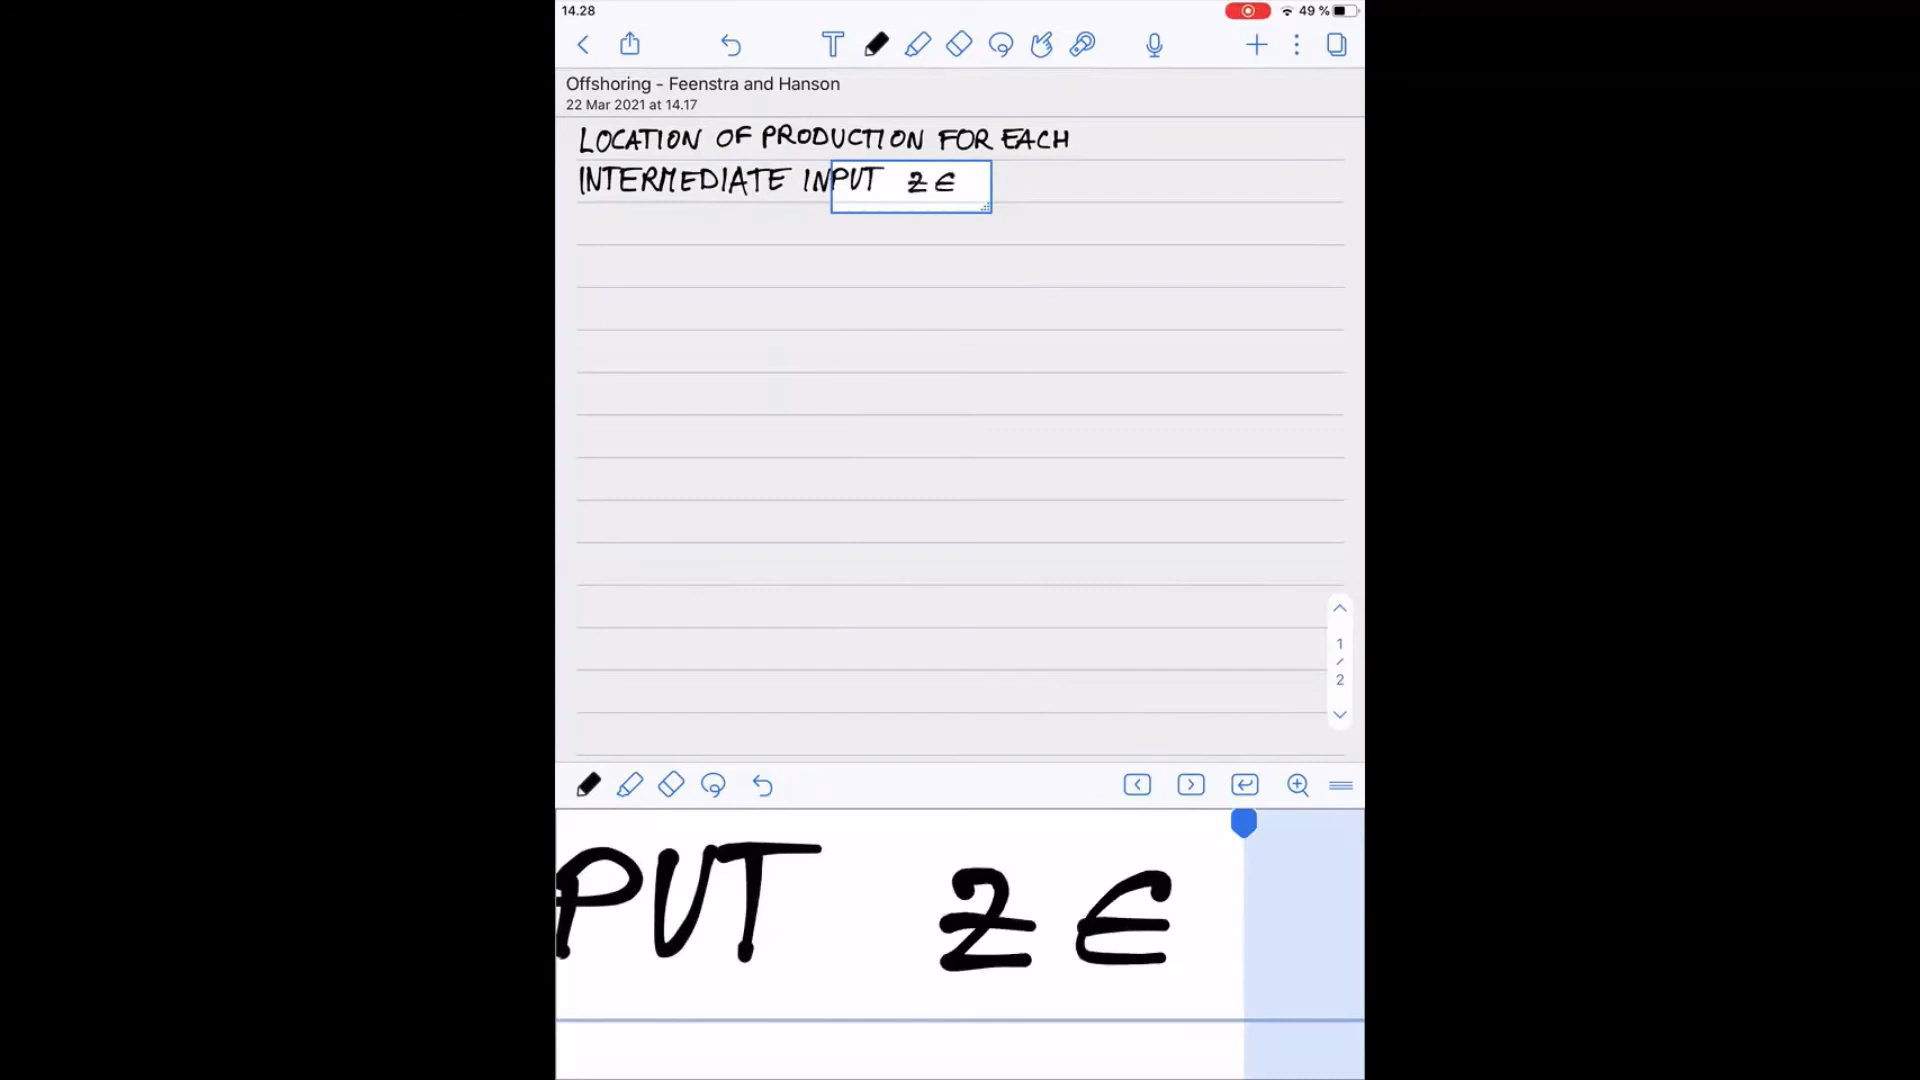 14.28
49 %
Offshoring - Feenstra and Hanson
22 Mar 2021 at 14.17
LOCATION OF PRODUCTION FOR EACH
INTERMEDIATE INPUT Z ∈
1
/
2
PUT Z ∈